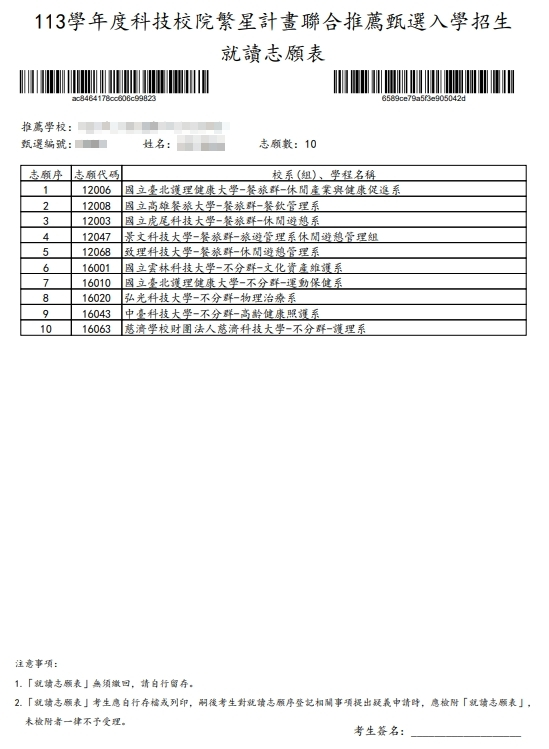 113學年度科技校院繁星計畫聯合推薦甄選入學招生
就讀志願表
ac8464178cc606c99823 6589ce79a5f3e905042d
推薦學校:
甄選編號: 姓名: 志願數: 10
志願序 志願代碼 校系(組)、學程名稱
1 12006 國立臺北護理健康大學-餐旅群-休閒產業與健康促進系
2 12008 國立高雄餐旅大學-餐旅群-餐飲管理系
3 12003 國立虎尾科技大學-餐旅群-休閒遊憩系
4 12047 景文科技大學-餐旅群-旅遊管理系休閒遊憩管理組
5 12068 致理科技大學-餐旅群-休閒遊憩管理系
6 16001 國立雲林科技大學-不分群-文化資產維護系
7 16010 國立臺北護理健康大學-不分群-運動保健系
8 16020 弘光科技大學-不分群-物理治療系
9 16043 中臺科技大學-不分群-高齡健康照護系
10 16063 慈濟學校財團法人慈濟科技大學-不分群-護理系
注意事項:
1.「就讀志願表」無須繳回，請自行留存。
2.「就讀志願表」考生應自行存檔或列印，嗣後考生對就讀志願序登記相關事項提出疑義申請時，應檢附「就讀志願表」，
未檢附者一律不予受理。
考生簽名: